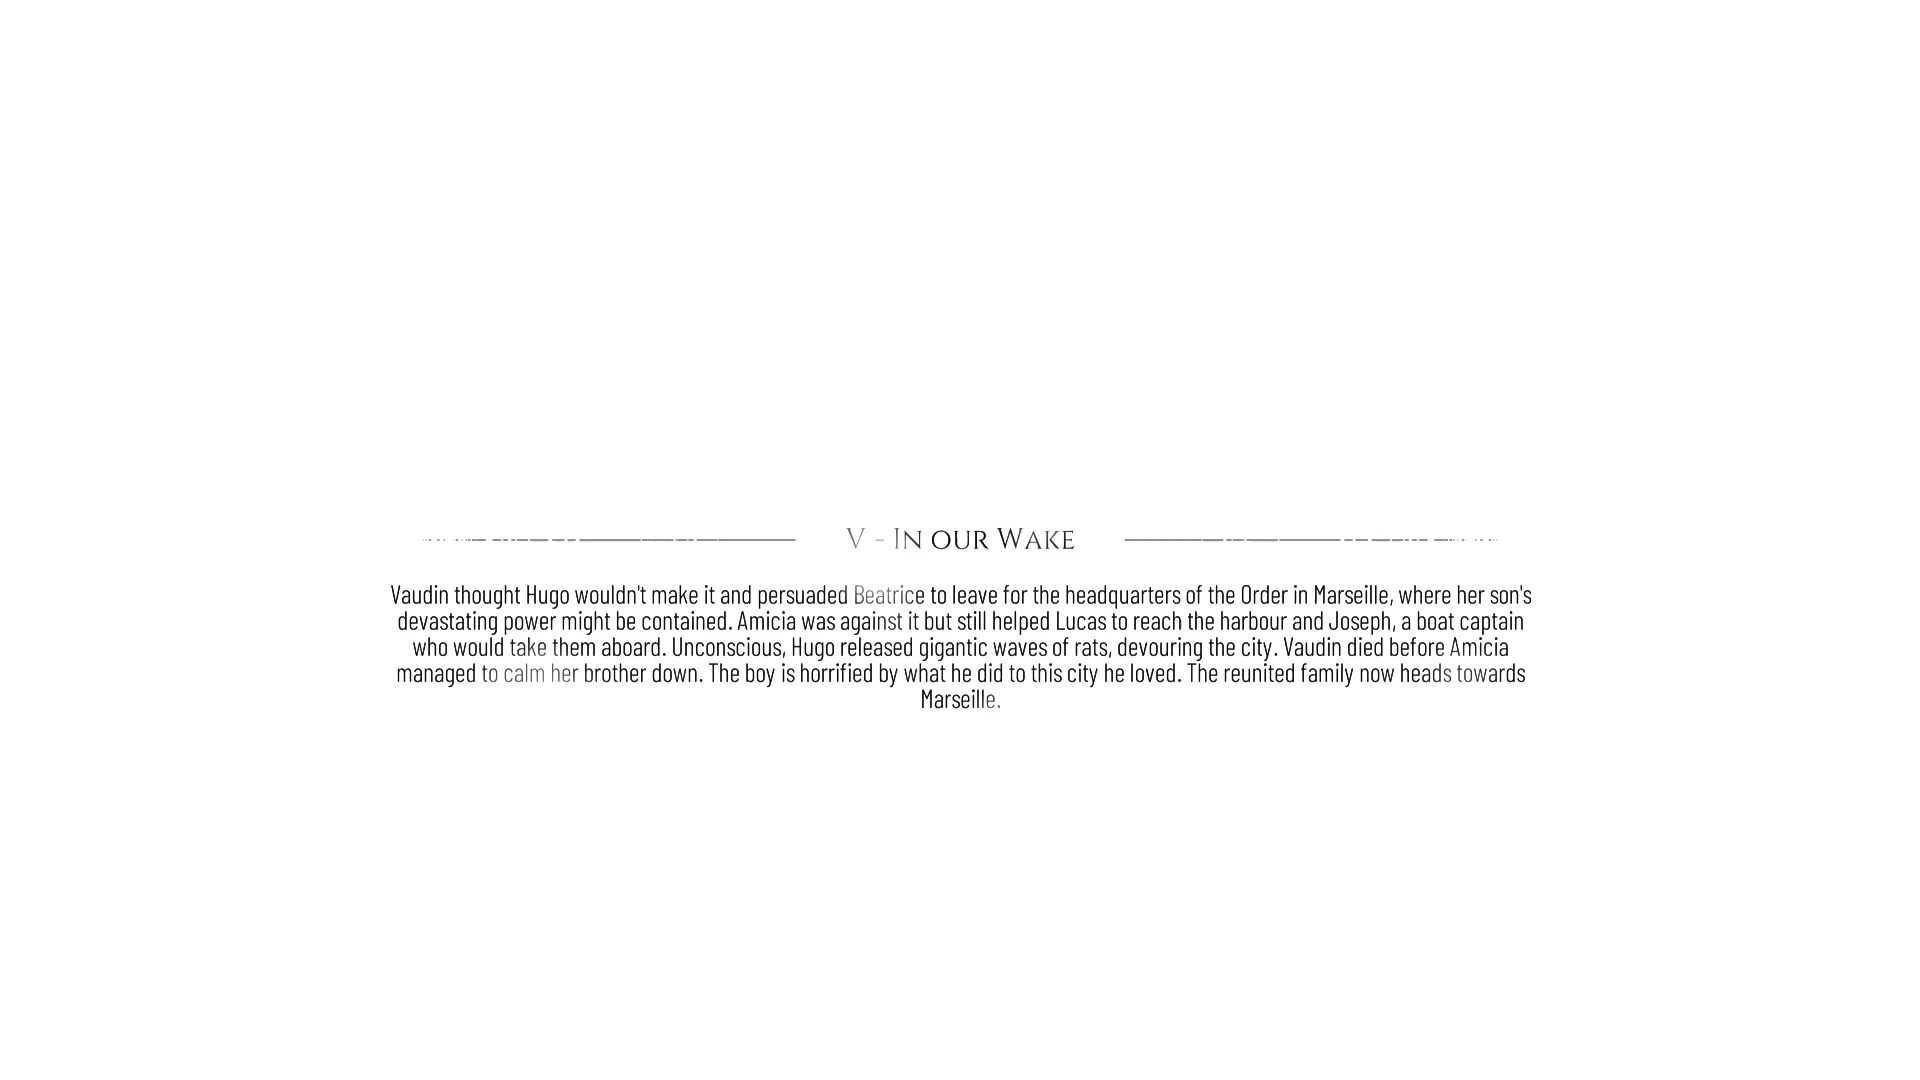 V - In our Wake
Vaudin thought Hugo wouldn't make it and persuaded Beatrice to leave for the headquarters of the Order in Marseille, where her son's
devastating power might be contained. Amicia was against it but still helped Lucas to reach the harbour and Joseph, a boat captain
who would take them aboard. Unconscious, Hugo released gigantic waves of rats, devouring the city. Vaudin died before Amicia
managed to calm her brother down. The boy is horrified by what he did to this city he loved. The reunited family now heads towards
Marseille.